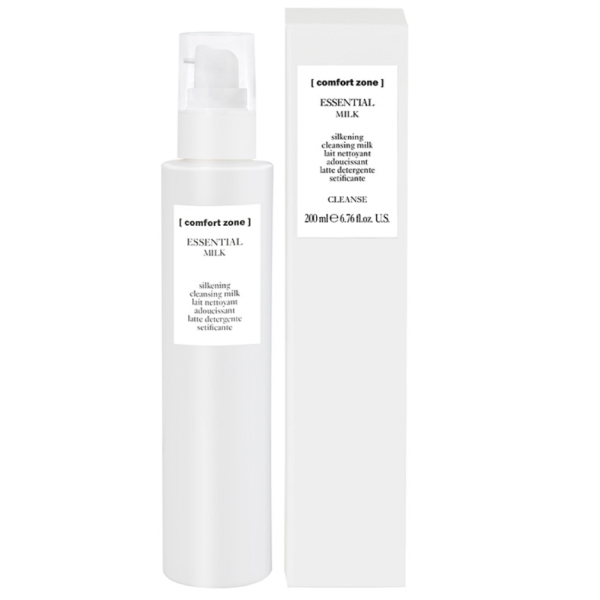 [ comfort zone ]
ESSENTIAL
MILK
silkening
cleansing milk
lait nettoyant
adoucissant
latte detergente
setificante
[ comfort zone ]
ESSENTIAL
MILK
silkening
cleansing milk
lait nettoyant
adoucissant
latte detergente
setificante
CLEANSE
200 ml ℮ 6.76 fl.oz. U.S.